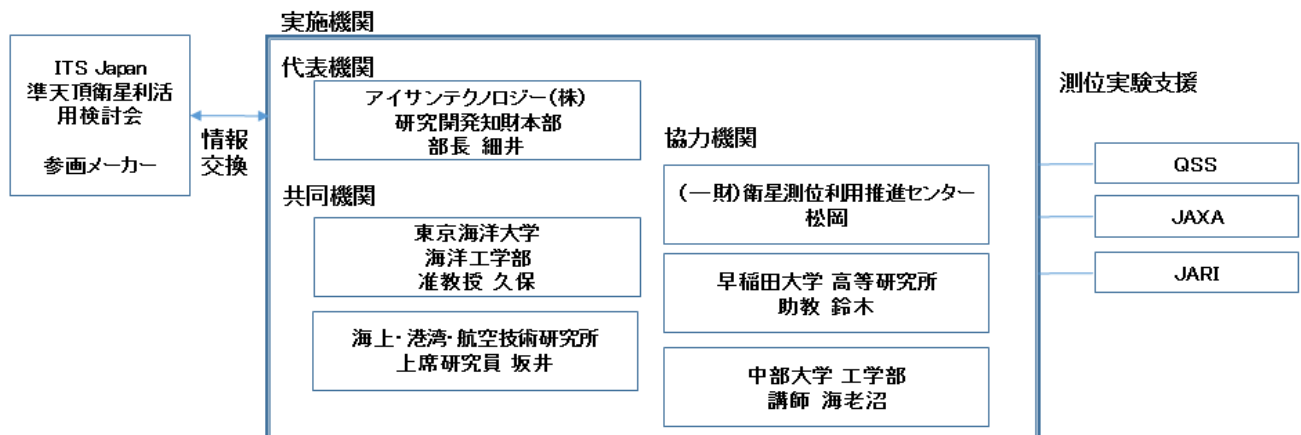 実施機関
ITS Japan
準天頂衛星利活
用検討会
参画メーカー
情報
交換
代表機関
アイサンテクノロジー(株)
研究開発知財本部
部長 細井
共同機関
東京海洋大学
海洋工学部
准教授 久保
海上・港湾・航空技術研究所
上席研究員 坂井
協力機関
(一財)衛星測位利用推進センター
松岡
早稲田大学 高等研究所
助教 鈴木
中部大学 工学部
講師 海老沼
測位実験支援
QSS
JAXA
JARI